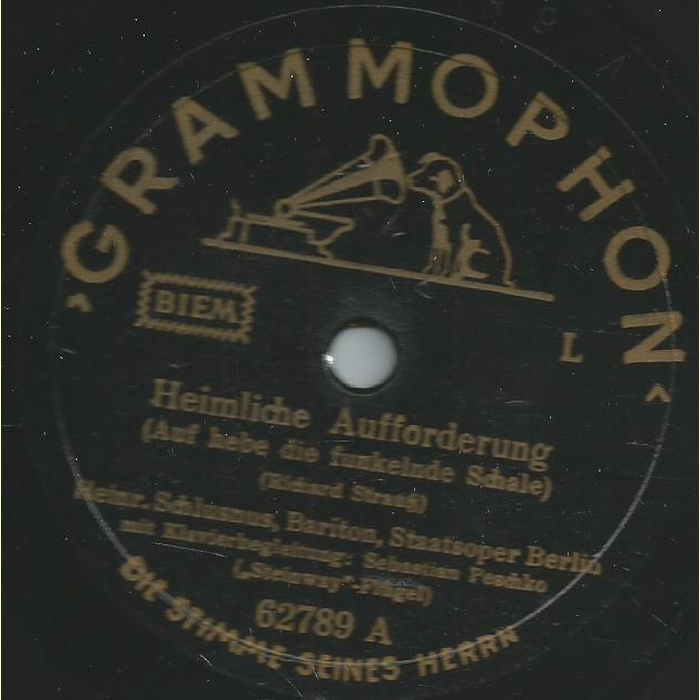 ›GRAMMOPHON‹
BIEM
L
Heimliche Aufforderung
(Auf hebe die funkelnde Schale)
(Richard Strauß)
Heinr. Schlusnus, Bariton, Staatsoper Berlin
mit Klavierbegleitung: Sebastian Peschko
(„Steinway“-Flügel)
62789 A
DIE STIMME SEINES HERRN